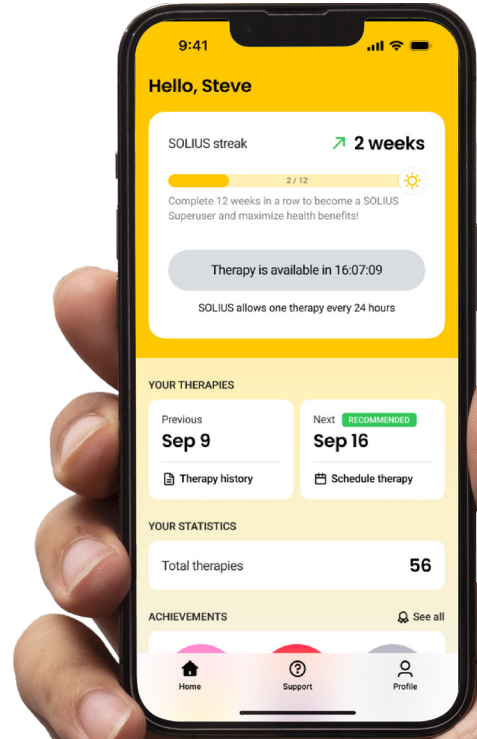 9:41
Hello, Steve
SOLIUS streak
2 weeks
2 / 12
Complete 12 weeks in a row to become a SOLIUS
Superuser and maximize health benefits!
Therapy is available in 16:07:09
SOLIUS allows one therapy every 24 hours
YOUR THERAPIES
Previous
Sep 9
Therapy history
Next RECOMMENDED
Sep 16
Schedule therapy
YOUR STATISTICS
Total therapies 56
ACHIEVEMENTS See all
Home
Support
Profile